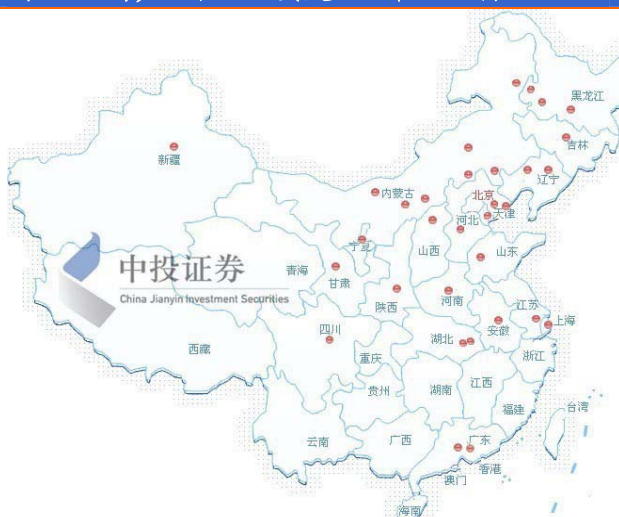 黑龙江
吉林
新疆
内蒙古
北京
辽宁
天津
河北
宁夏
山西
山东
青海
甘肃
中投证券
China Jianyin Investment Securities
陕西
河南
江苏
上海
安徽
四川
湖北
西藏
重庆
浙江
贵州
湖南
江西
福建
台湾
云南
广西
广东
香港
澳门
海南